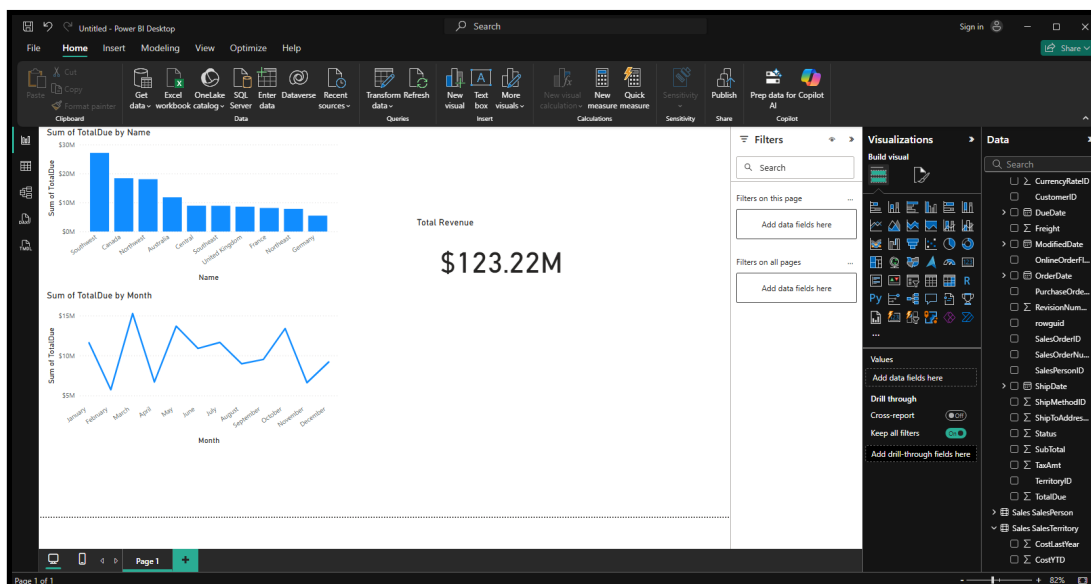 Untitled - Power BI Desktop
Search
Sign in
File Home Insert Modeling View Optimize Help
Share
Paste
Cut
Copy
Format painter
Clipboard
Get data
Excel workbook
OneLake catalog
SQL Server
Enter data
Dataverse
Recent sources
Data
Transform data
Refresh
Queries
New visual
Text box
More visuals
Insert
New visual calculation
New measure
Quick measure
Calculations
Sensitivity
Sensitivity
Publish
Share
Prep data for AI
Copilot
Copilot
Sum of TotalDue by Name
Sum of TotalDue
$30M
$20M
$10M
$0M
Southwest
Canada
Northwest
Australia
Central
Southeast
United Kingdom
France
Northeast
Germany
Name
Total Revenue
$123.22M
Sum of TotalDue by Month
Sum of TotalDue
$15M
$10M
$5M
January
February
March
April
May
June
July
August
September
October
November
December
Month
Filters
Search
Filters on this page ...
Add data fields here
Filters on all pages ...
Add data fields here
Visualizations
Build visual
R
Py
...
Values
Add data fields here
Drill through
Cross-report Off
Keep all filters On
Add drill-through fields here
Data
Search
CurrencyRateID
CustomerID
DueDate
Freight
ModifiedDate
OnlineOrderFl...
OrderDate
PurchaseOrde...
RevisionNum...
rowguid
SalesOrderID
SalesOrderNu...
SalesPersonID
ShipDate
ShipMethodID
ShipToAddres...
Status
SubTotal
TaxAmt
TerritoryID
TotalDue
Sales SalesPerson
Sales SalesTerritory
CostLastYear
CostYTD
Page 1
Page 1 of 1
82%